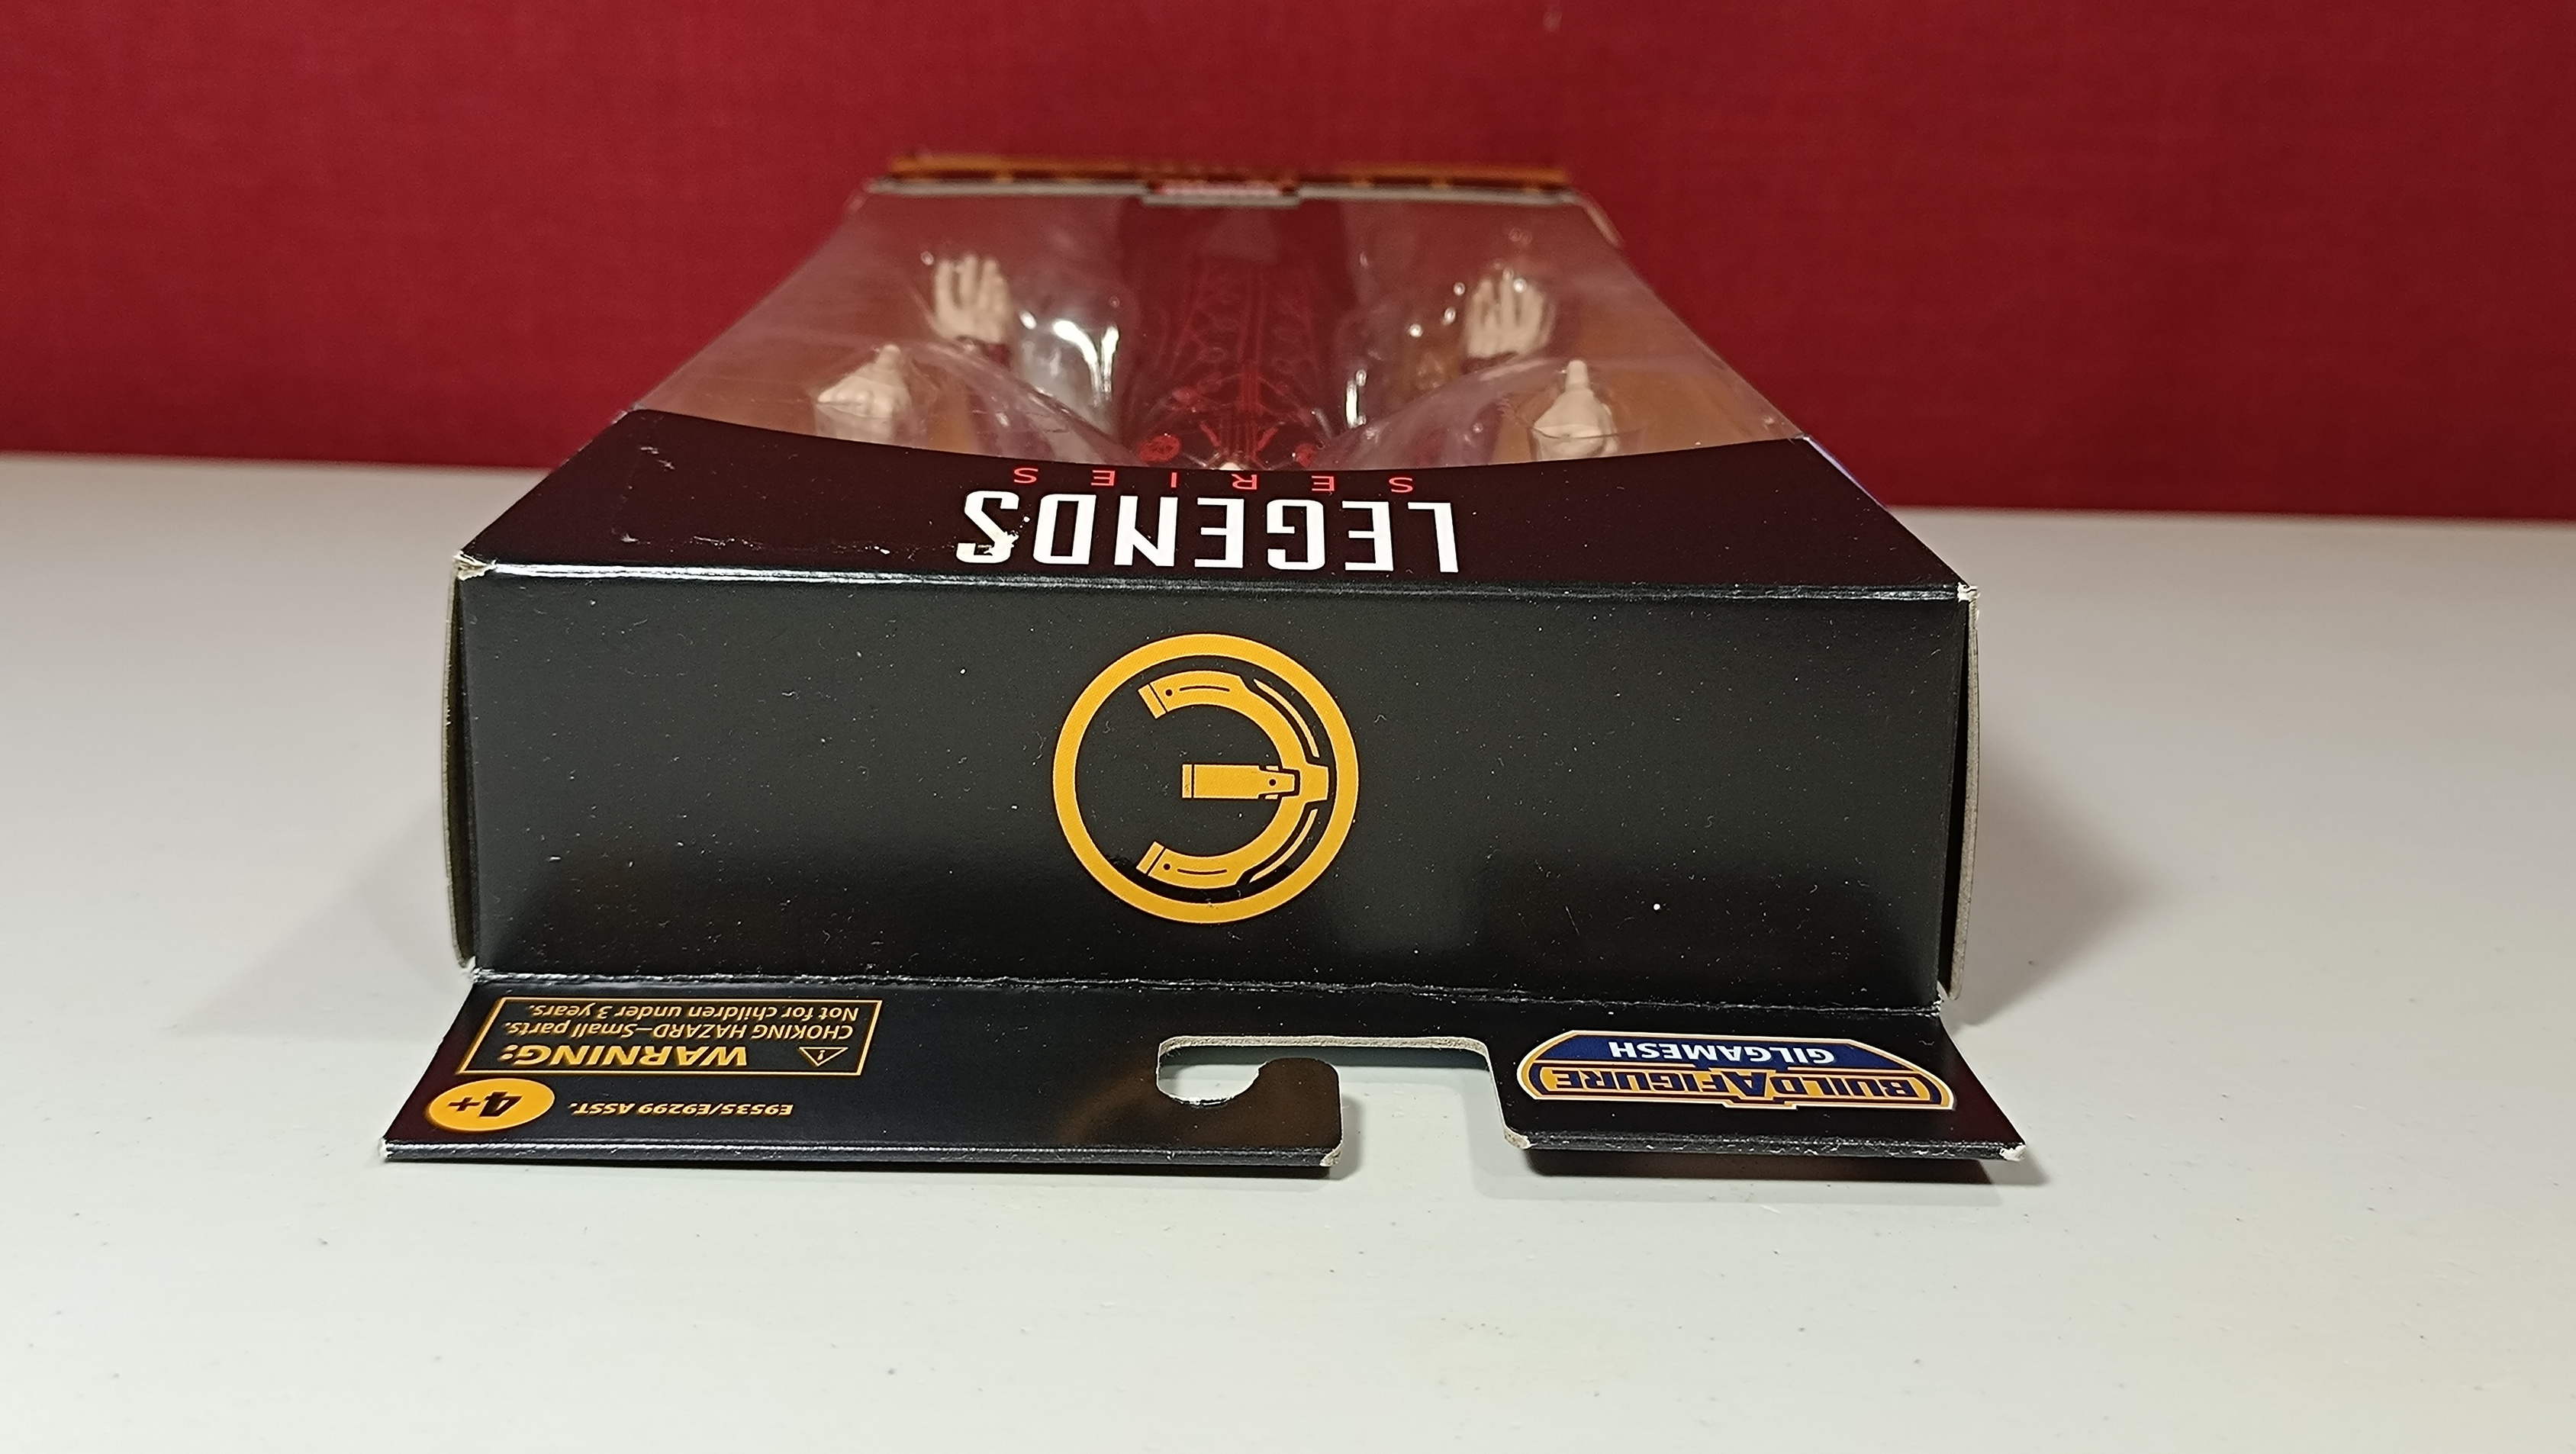 E9535/E9299 ASST.
4+
WARNING:
CHOKING HAZARD—Small parts.
Not for children under 3 years.
BUILD A FIGURE
GILGAMESH
LEGENDS
SERIES